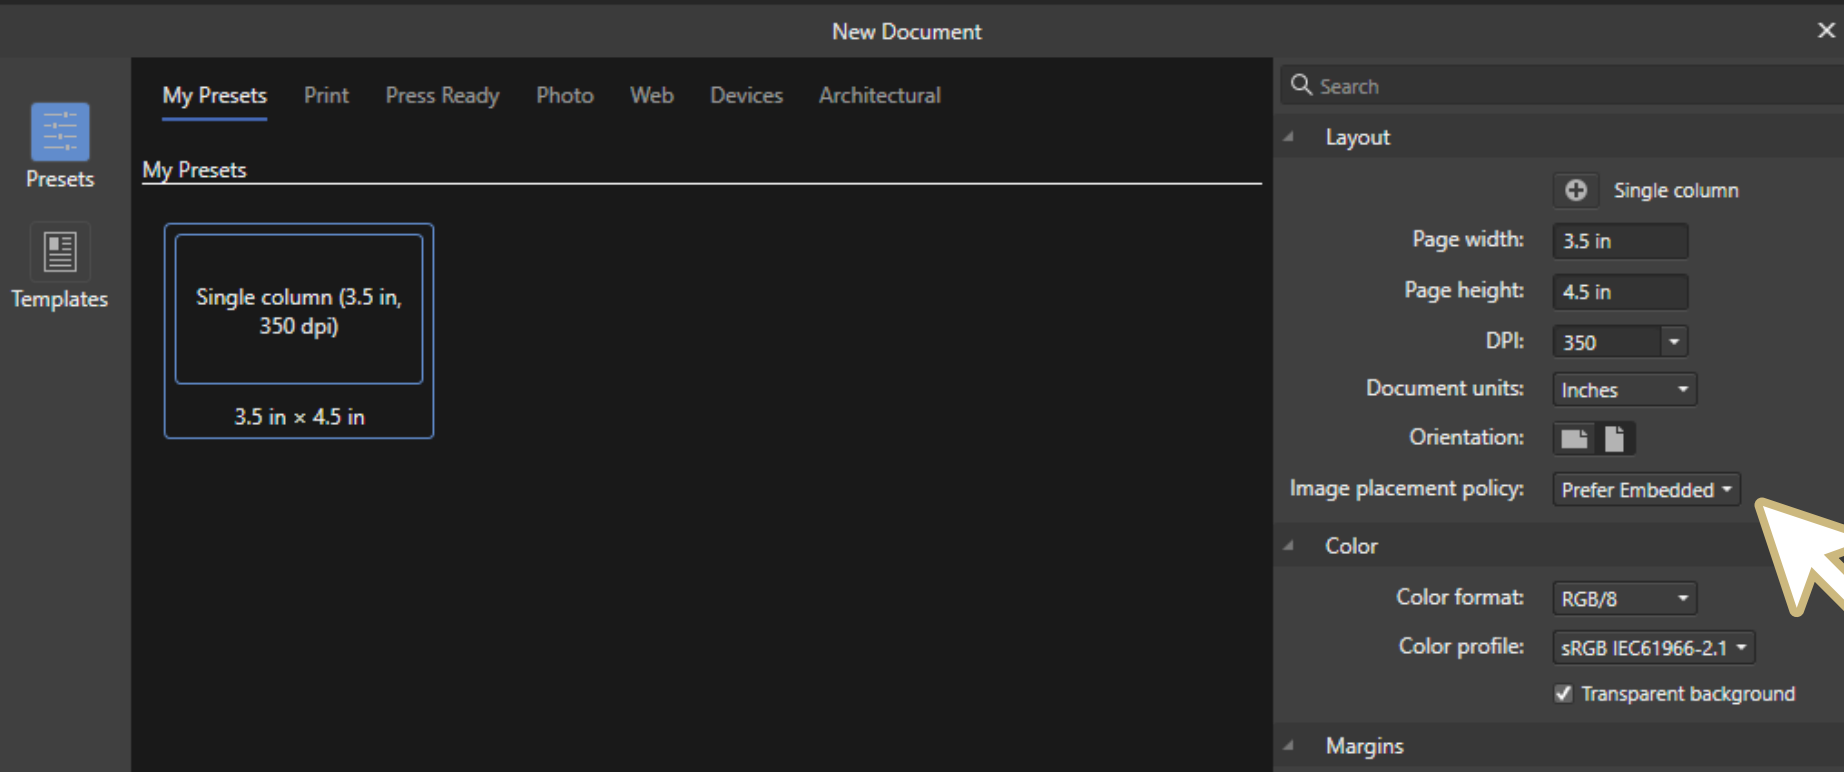 New Document
Presets
Templates
My Presets Print Press Ready Photo Web Devices Architectural
My Presets
Single column (3.5 in,
350 dpi)
3.5 in × 4.5 in
Search
Layout
Single column
Page width: 3.5 in
Page height: 4.5 in
DPI: 350
Document units: Inches
Orientation:
Image placement policy: Prefer Embedded
Color
Color format: RGB/8
Color profile: sRGB IEC61966-2.1
Transparent background
Margins